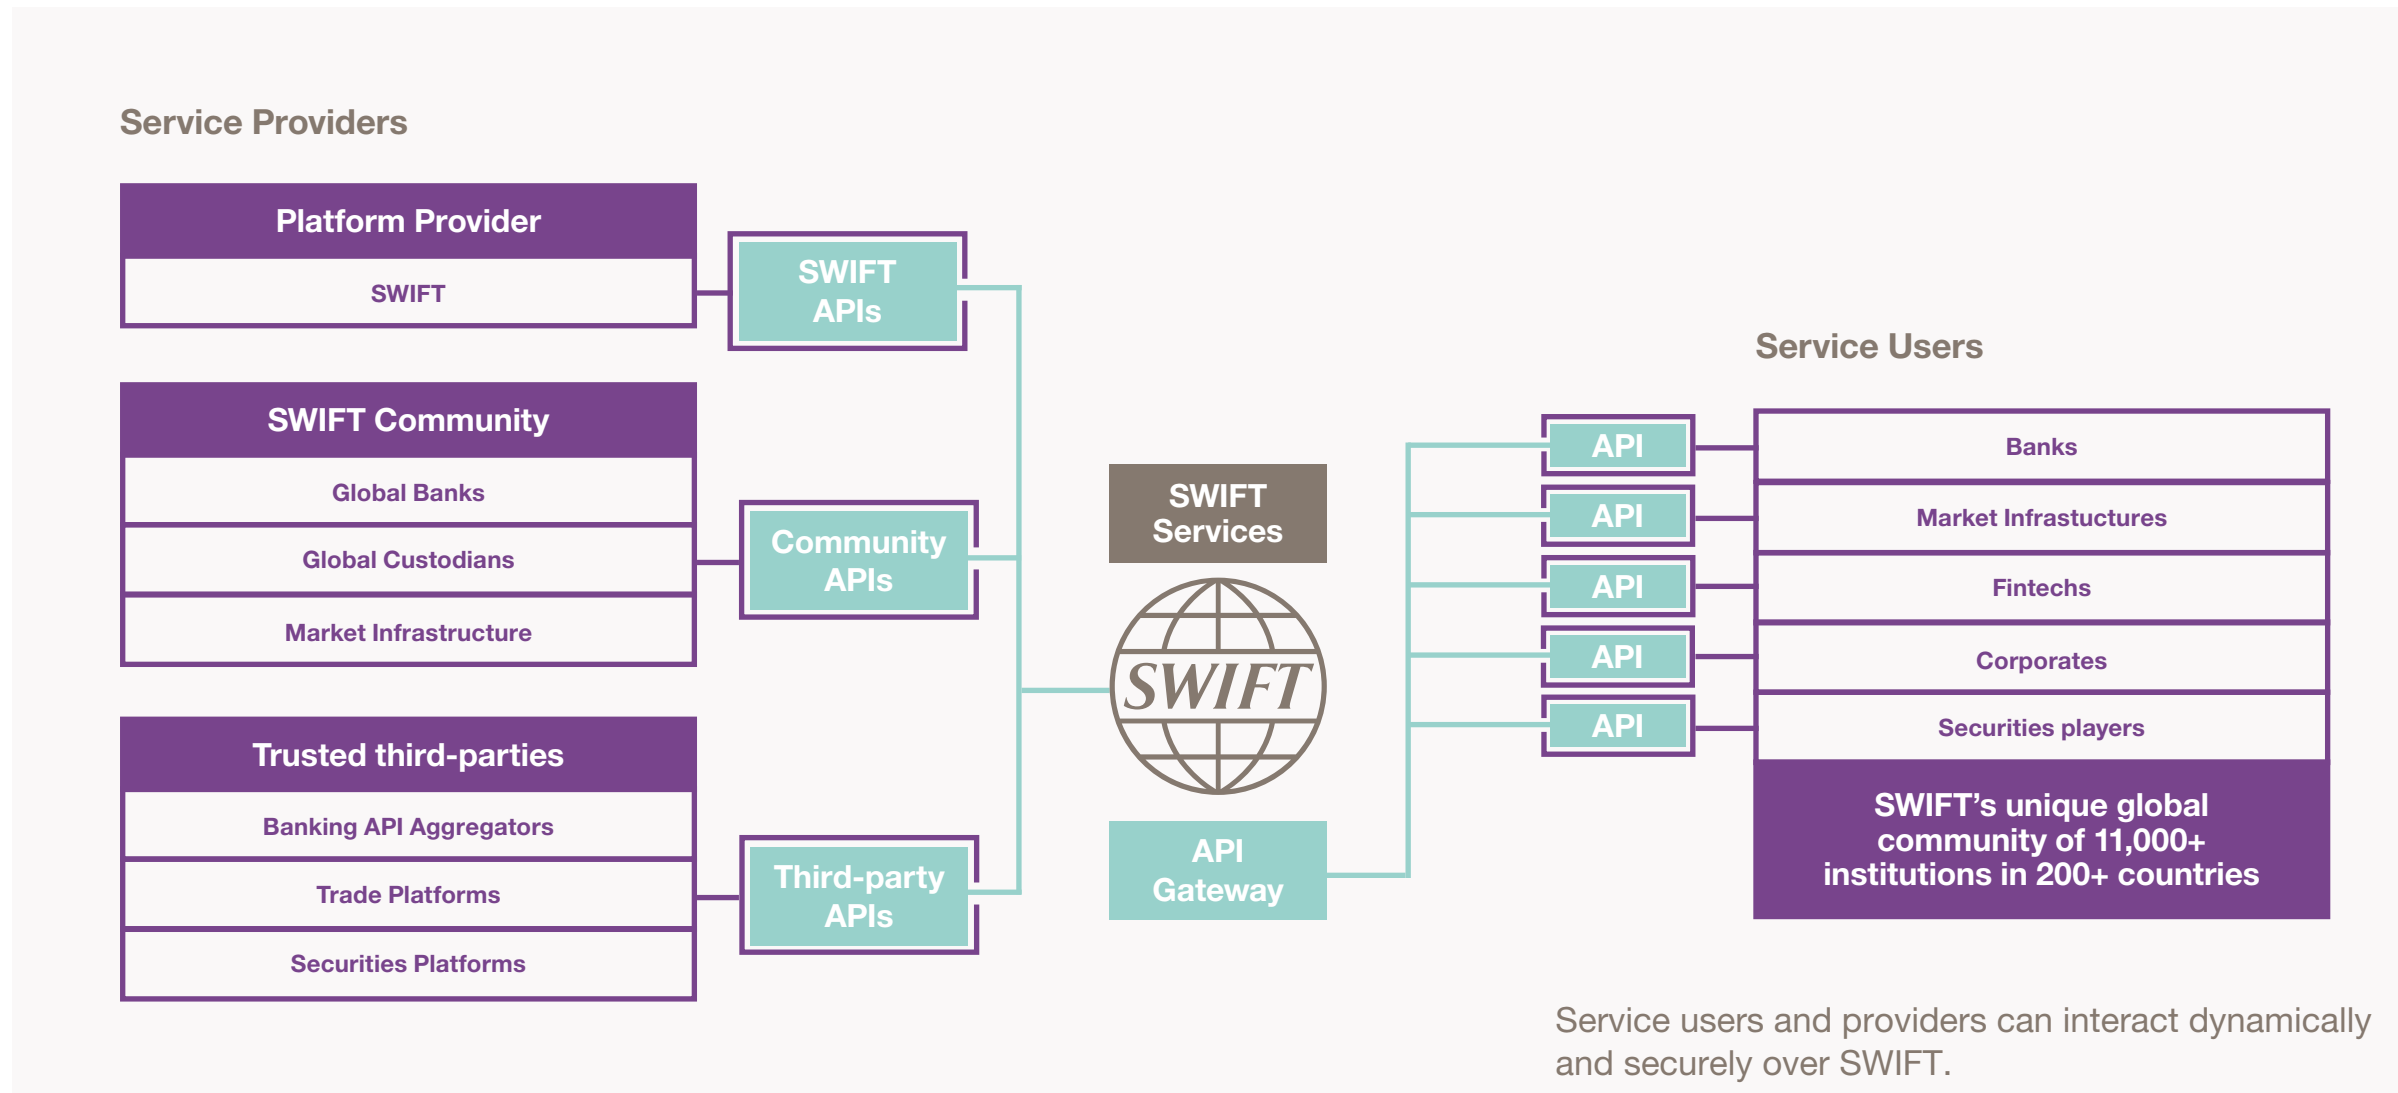 Service Providers
Platform Provider
SWIFT
SWIFT
APIs
SWIFT Community
Global Banks
Global Custodians
Market Infrastructure
Community
APIs
Trusted third-parties
Banking API Aggregators
Trade Platforms
Securities Platforms
Third-party
APIs
SWIFT
Services
SWIFT
API
Gateway
Service Users
API
Banks
API
Market Infrastuctures
API
Fintechs
API
Corporates
API
Securities players
SWIFT’s unique global
community of 11,000+
institutions in 200+ countries
Service users and providers can interact dynamically
and securely over SWIFT.